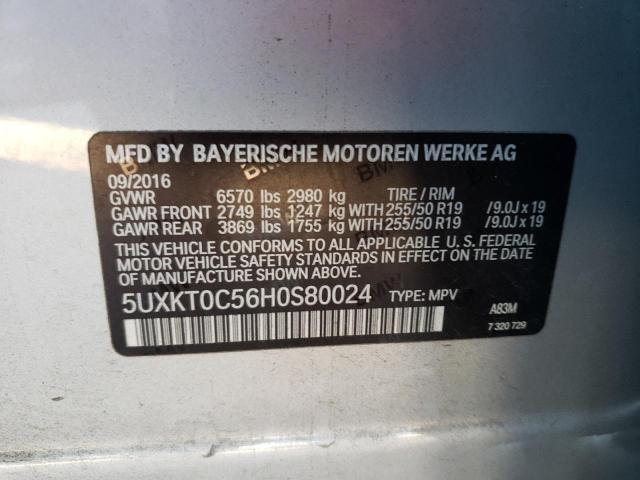 MFD BY BAYERISCHE MOTOREN WERKE AG
09/2016
GVWR 6570 lbs 2980 kg TIRE / RIM
GAWR FRONT 2749 lbs 1247 kg WITH 255/50 R19 /9.0J x 19
GAWR REAR 3869 lbs 1755 kg WITH 255/50 R19 /9.0J x 19
THIS VEHICLE CONFORMS TO ALL APPLICABLE U. S. FEDERAL
MOTOR VEHICLE SAFETY STANDARDS IN EFFECT ON THE DATE
OF MANUFACTURE SHOWN ABOVE.
5UXKT0C56H0S80024 TYPE: MPV A83M
7 320 729